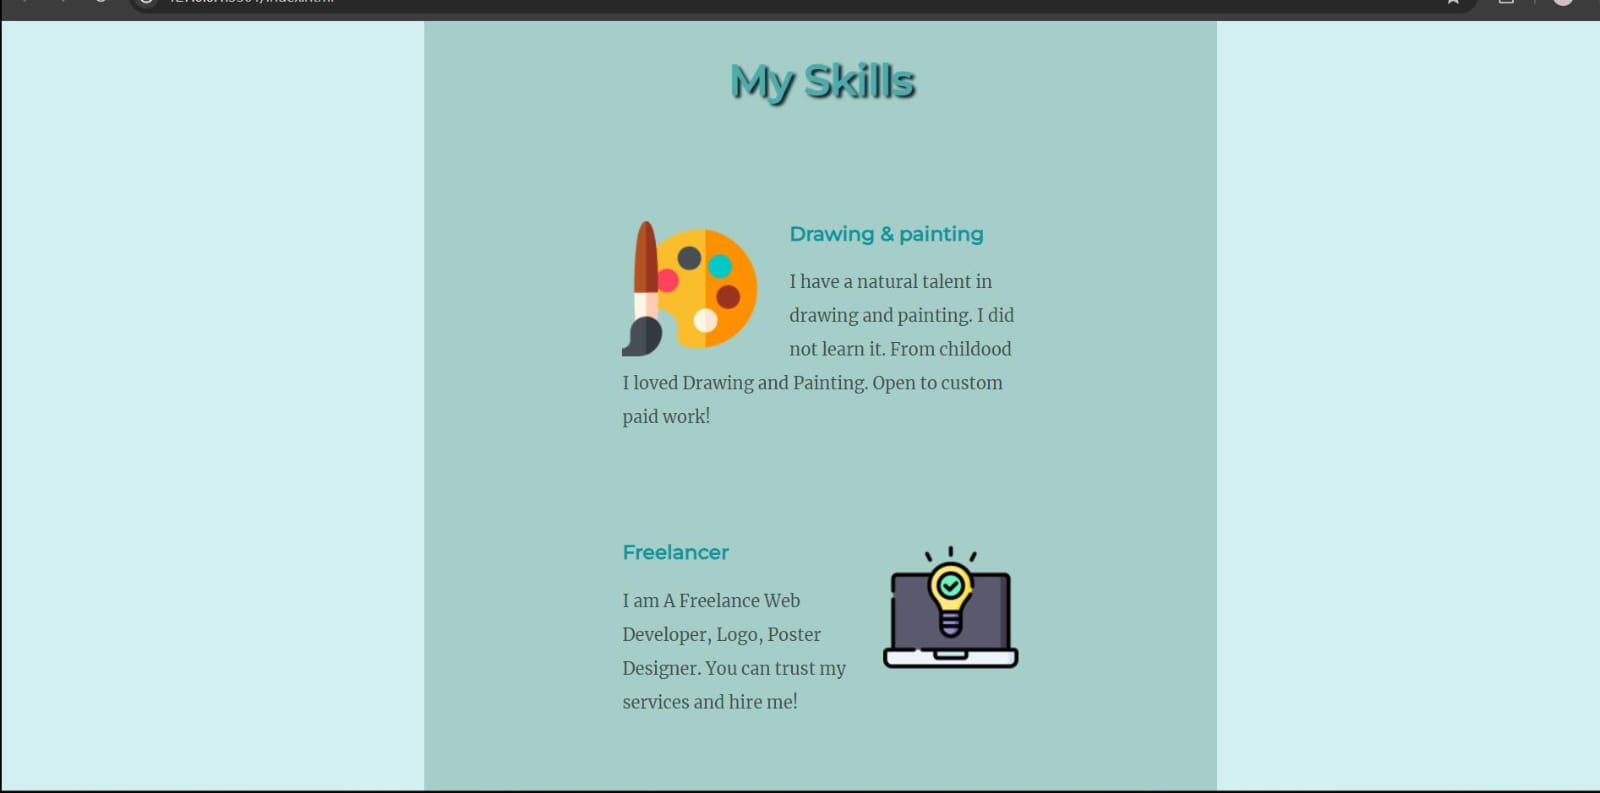 My Skills
Drawing & painting
I have a natural talent in
drawing and painting. I did
not learn it. From childood
I loved Drawing and Painting. Open to custom
paid work!
Freelancer
I am A Freelance Web
Developer, Logo, Poster
Designer. You can trust my
services and hire me!